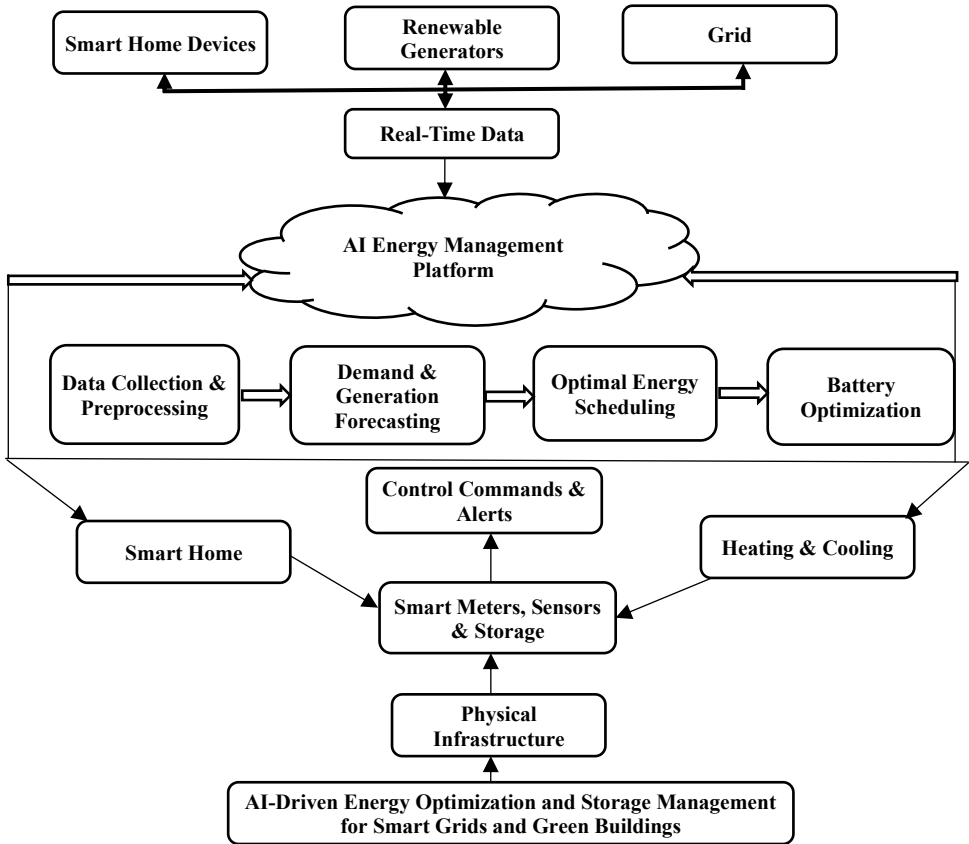 Smart Home Devices
Renewable
Generators
Grid
Real-Time Data
AI Energy Management
Platform
Data Collection &
Preprocessing
Demand &
Generation
Forecasting
Optimal Energy
Scheduling
Battery
Optimization
Control Commands &
Alerts
Smart Home
Heating & Cooling
Smart Meters, Sensors
& Storage
Physical
Infrastructure
AI-Driven Energy Optimization and Storage Management
for Smart Grids and Green Buildings